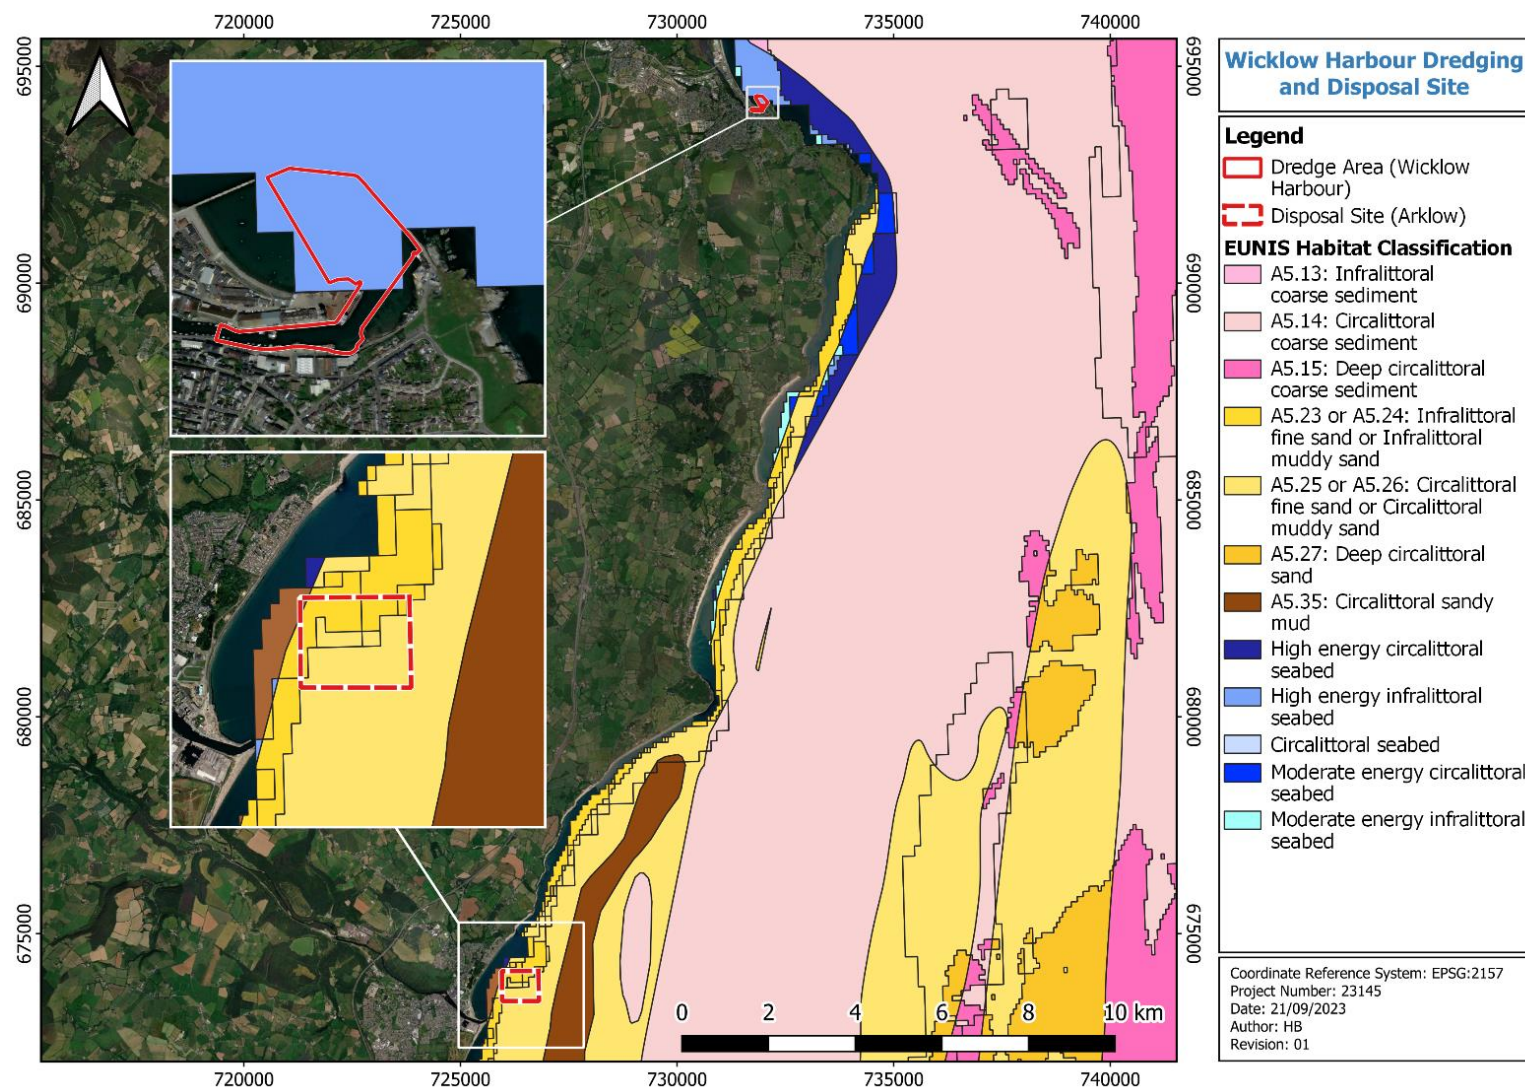 720000 725000 730000 735000 740000
695000 695000
690000 690000
685000 685000
680000 680000
675000 675000
0 2 4 6 8 10 km
720000 725000 730000 735000 740000
Wicklow Harbour Dredging
and Disposal Site
Legend
Dredge Area (Wicklow
Harbour)
Disposal Site (Arklow)
EUNIS Habitat Classification
A5.13: Infralittoral
coarse sediment
A5.14: Circalittoral
coarse sediment
A5.15: Deep circalittoral
coarse sediment
A5.23 or A5.24: Infralittoral
fine sand or Infralittoral
muddy sand
A5.25 or A5.26: Circalittoral
fine sand or Circalittoral
muddy sand
A5.27: Deep circalittoral
sand
A5.35: Circalittoral sandy
mud
High energy circalittoral
seabed
High energy infralittoral
seabed
Circalittoral seabed
Moderate energy circalittoral
seabed
Moderate energy infralittoral
seabed
Coordinate Reference System: EPSG:2157
Project Number: 23145
Date: 21/09/2023
Author: HB
Revision: 01